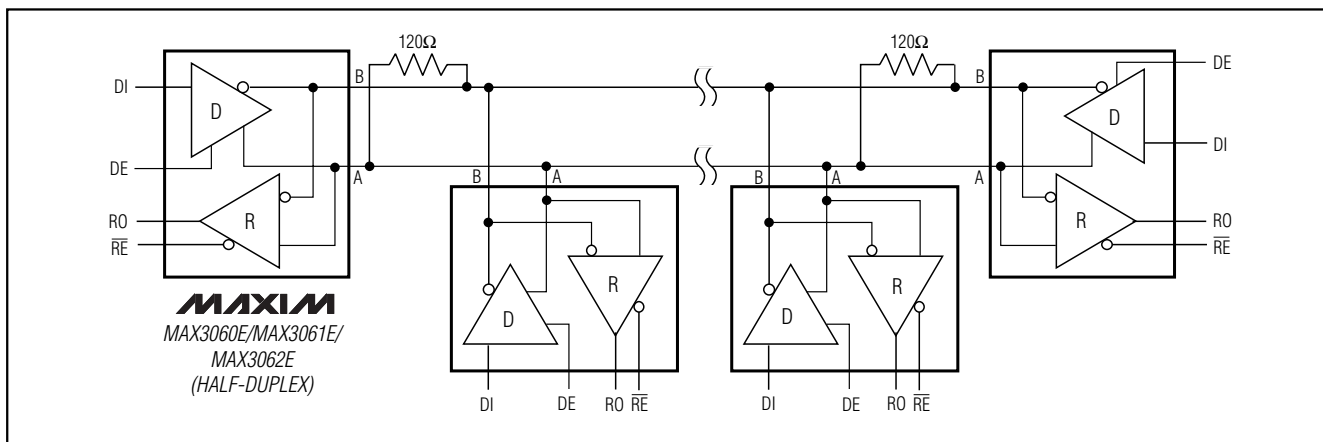 120Ω
120Ω
B
B
DE
DI
D
D
DI
DE
A
B
A
B
A
A
RO
R
R
RO
RE
RE
R
R
D
D
MAXIM
MAX3060E/MAX3061E/
MAX3062E
(HALF-DUPLEX)
DI
DE
RO
RE
DI
DE
RO
RE